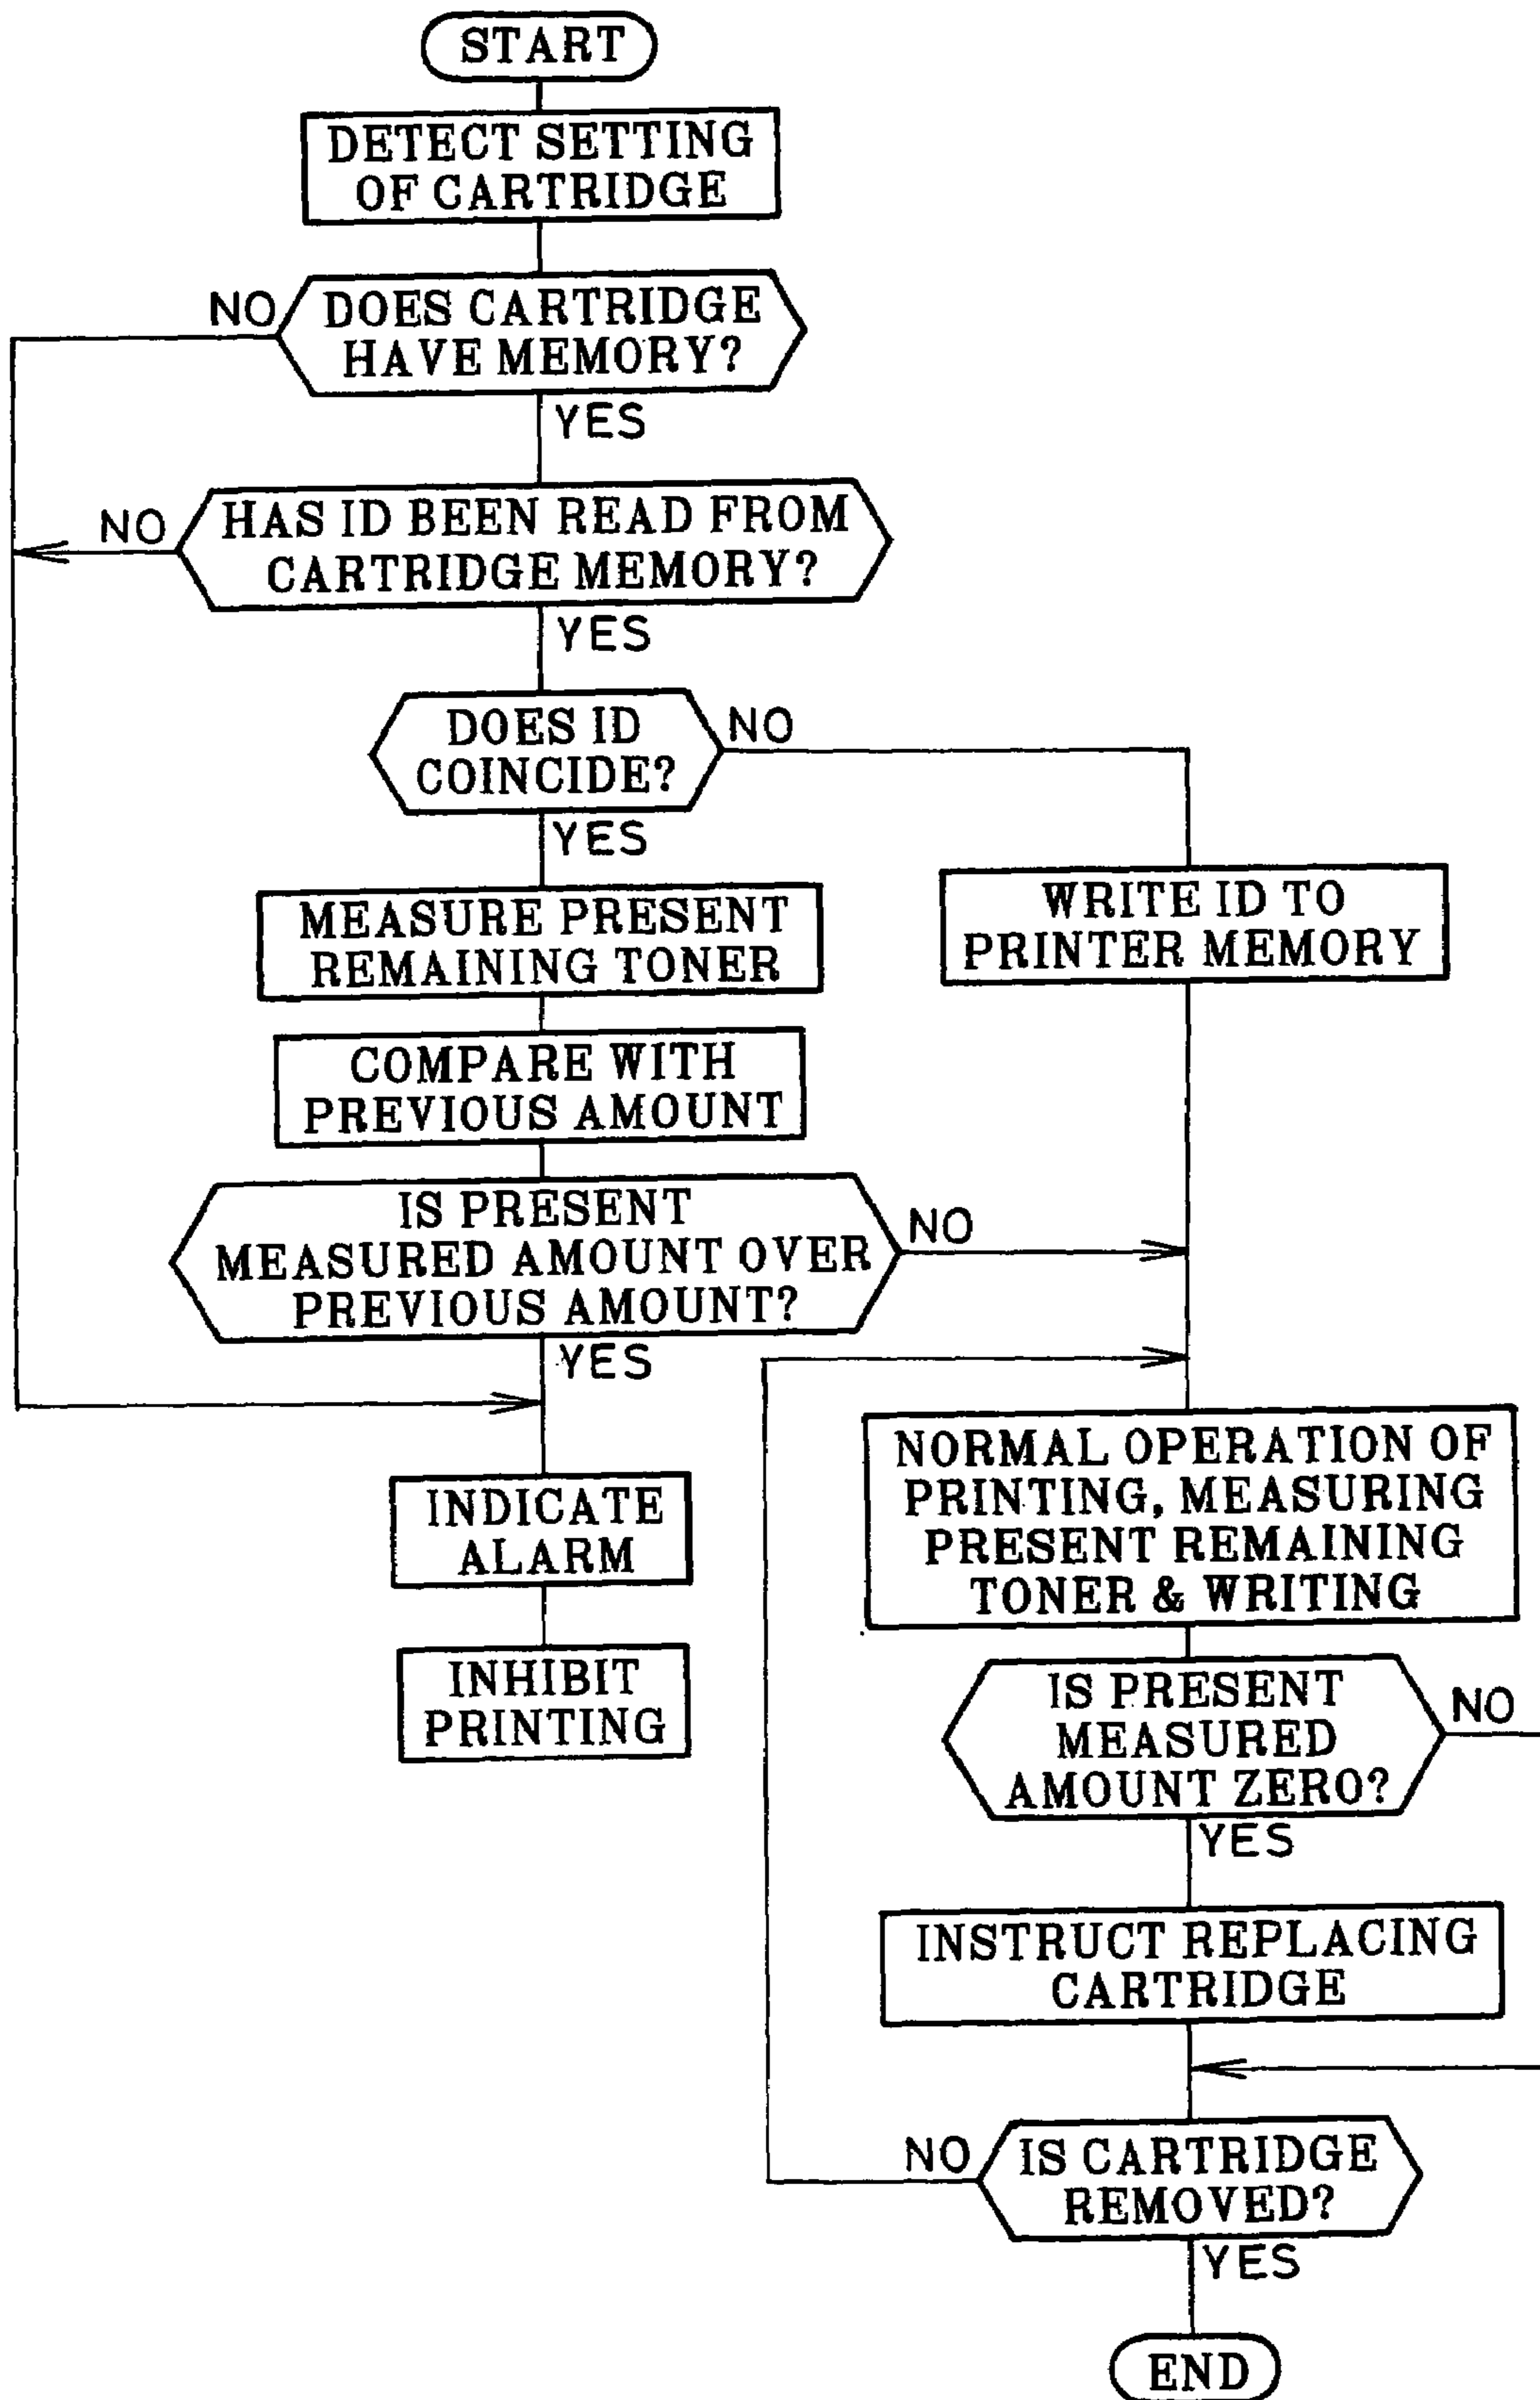 START
DETECT SETTING
OF CARTRIDGE
NO
DOES CARTRIDGE
HAVE MEMORY?
YES
NO
HAS ID BEEN READ FROM
CARTRIDGE MEMORY?
YES
DOES ID
COINCIDE?
NO
YES
MEASURE PRESENT
REMAINING TONER
WRITE ID TO
PRINTER MEMORY
COMPARE WITH
PREVIOUS AMOUNT
IS PRESENT
MEASURED AMOUNT OVER
PREVIOUS AMOUNT?
NO
YES
INDICATE
ALARM
INHIBIT
PRINTING
NORMAL OPERATION OF
PRINTING, MEASURING
PRESENT REMAINING
TONER & WRITING
IS PRESENT
MEASURED
AMOUNT ZERO?
NO
YES
INSTRUCT REPLACING
CARTRIDGE
NO
IS CARTRIDGE
REMOVED?
YES
END